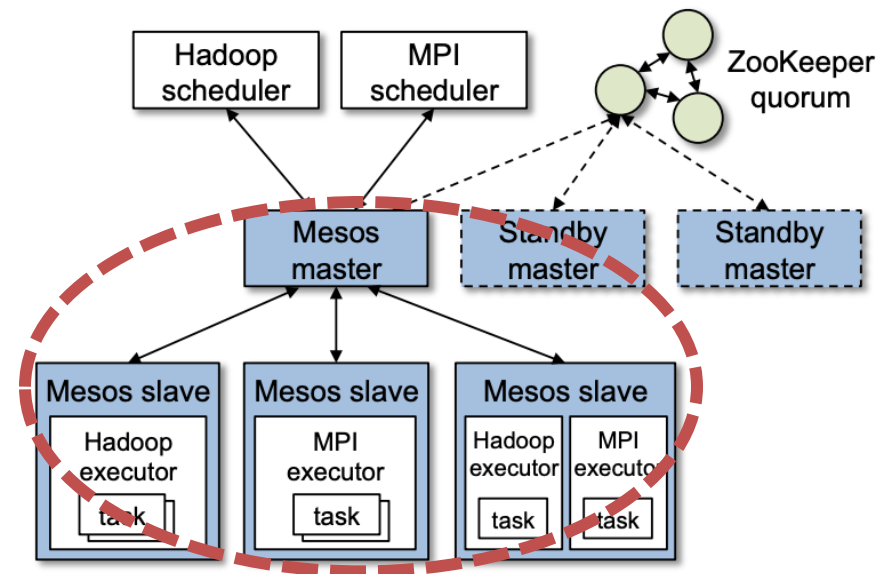 Hadoop
scheduler
MPI
scheduler
ZooKeeper
quorum
Mesos
master
Standby
master
Standby
master
Mesos slave
Hadoop
executor
task
Mesos slave
MPI
executor
task
Mesos slave
Hadoop
executor
task
MPI
executor
task